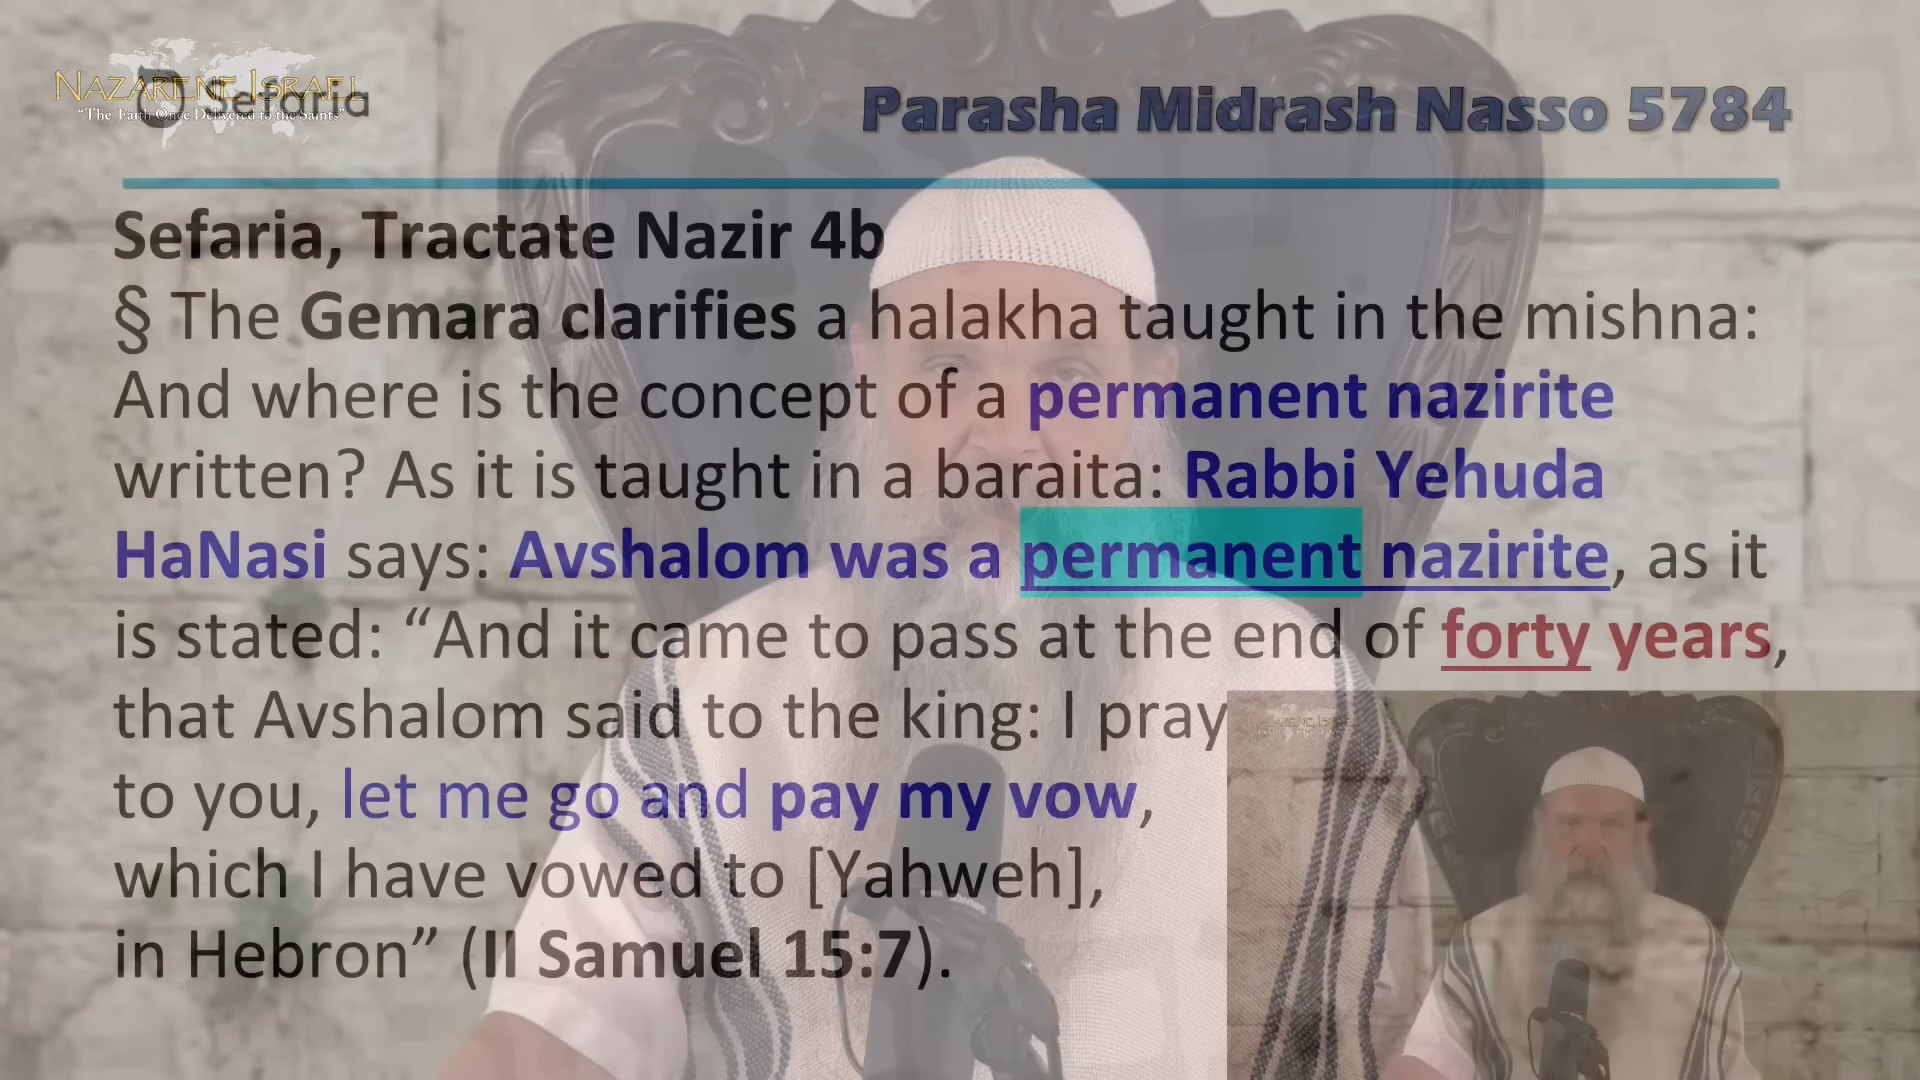 NAZARENE ISRAEL
"The Faith Once Delivered to the Saints"
Sefaria
Parasha Midrash Nasso 5784
Sefaria, Tractate Nazir 4b
§ The Gemara clarifies a halakha taught in the mishna:
And where is the concept of a permanent nazirite
written? As it is taught in a baraita: Rabbi Yehuda
HaNasi says: Avshalom was a permanent nazirite, as it
is stated: “And it came to pass at the end of forty years,
that Avshalom said to the king: I pray
to you, let me go and pay my vow,
which I have vowed to [Yahweh],
in Hebron” (II Samuel 15:7).